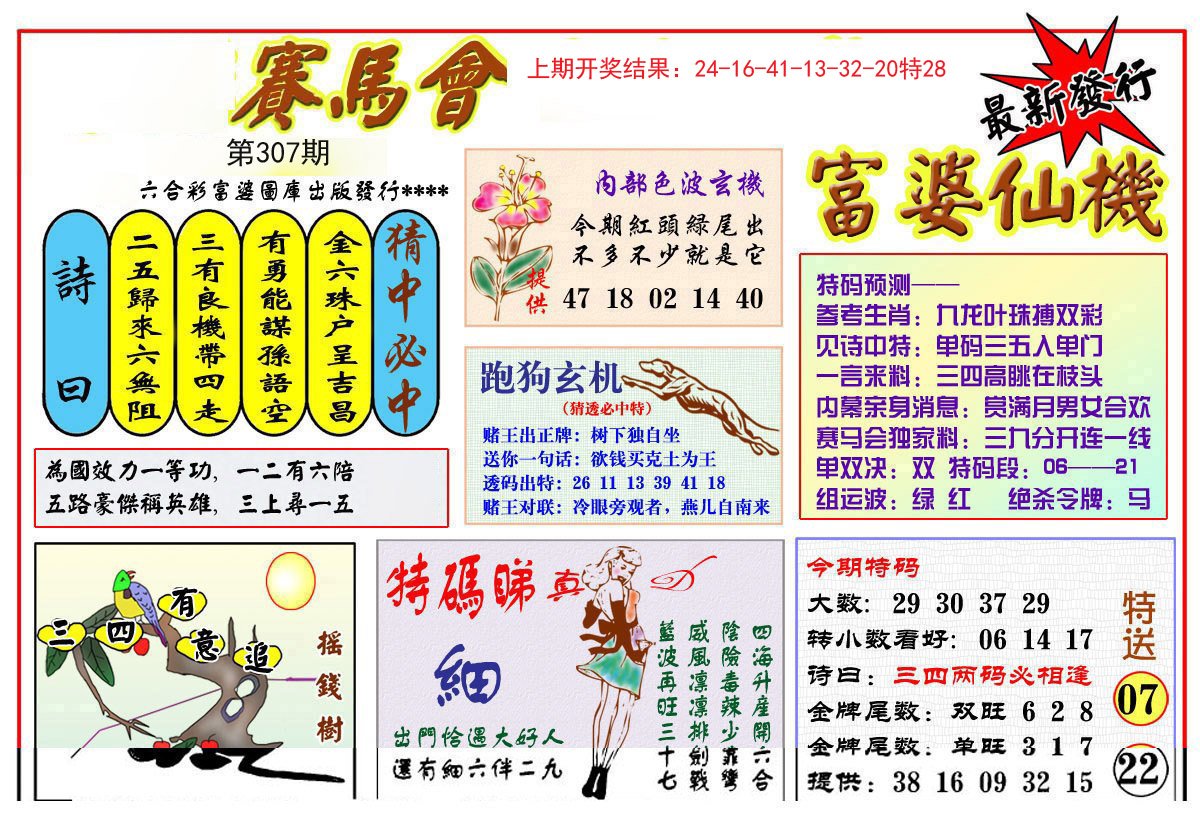 賽馬會
上期开奖结果：24-16-41-13-32-20特28
最新發行
第307期
六合彩富婆圖庫出版發行****
富婆仙機
猜中必中
金六珠户呈吉昌
有勇能謀孫語空
三有良機帶四走
二五歸來六無阻
詩曰
為國效力一等功，一二有六陪
五路豪傑稱英雄，三上尋一五
内部色波玄機
今期紅頭綠尾出
不多不少就是它
提供
47 18 02 14 40
跑狗玄机
（猜透必中特）
赌王出正牌：树下独自坐
送你一句话：欲钱买克土为王
透码出特：26 11 13 39 41 18
赌王对联：冷眼旁观者，燕儿自南来
特码预测——
参考生肖：九龙叶珠搏双彩
见诗中特：单码三五入单门
一言来料：三四高眺在枝头
内幕亲身消息：赏满月男女合欢
赛马会独家料：三九分开连一线
单双决：双 特码段：06——21
组运波：绿 红 绝杀令牌：马
三四有意追
摇錢樹
特碼睇真D
細
出門恰遇大好人
還有細六伴二九
四海升産開六合
陰險毒辣少靠彎
威風凛凛排劍戰
藍波再旺三十七
今期特码
大数：29 30 37 29
转小数看好：06 14 17
诗曰：三四两码必相逢
金牌尾数：双旺 6 2 8
金牌尾数：单旺 3 1 7
提供：38 16 09 32 15
特送
07
22